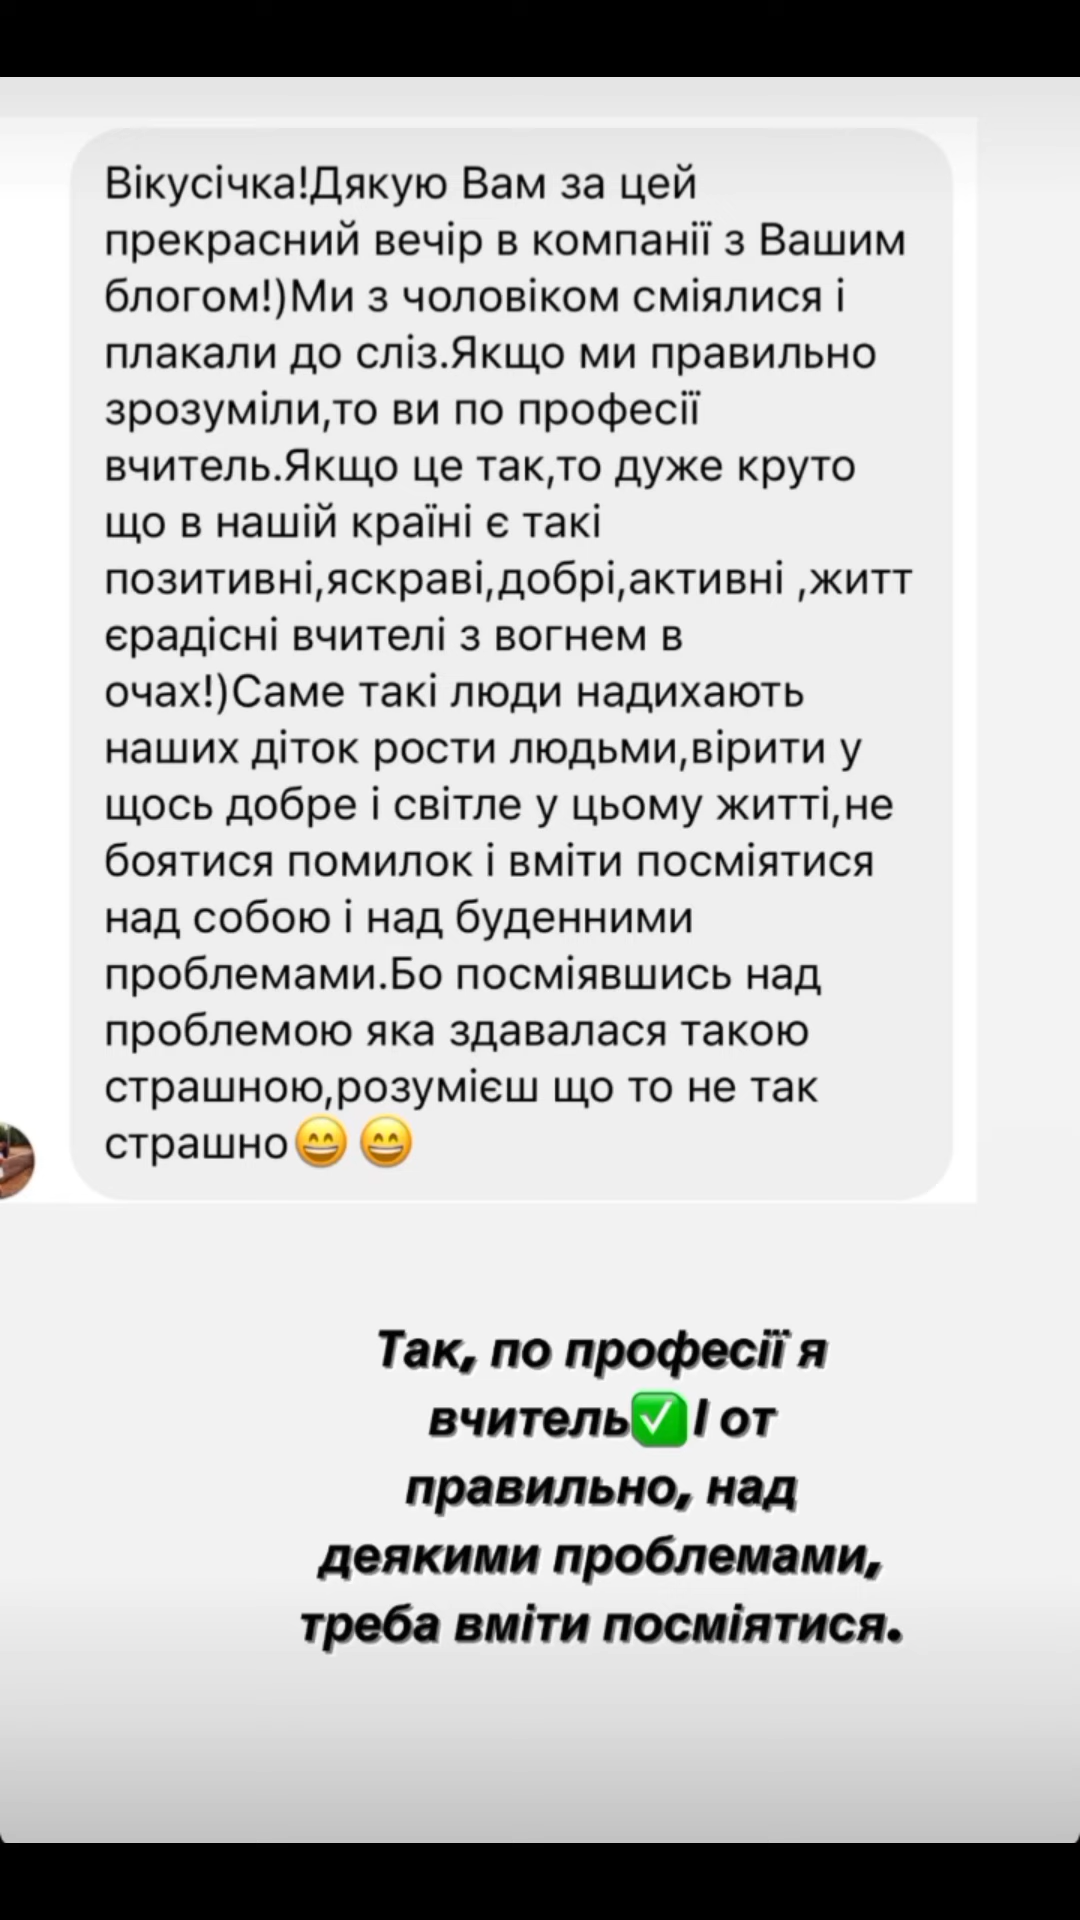 Вікусічка!Дякую Вам за цей
прекрасний вечір в компанії з Вашим
блогом!)Ми з чоловіком сміялися і
плакали до сліз.Якщо ми правильно
зрозуміли,то ви по професії
вчитель.Якщо це так,то дуже круто
що в нашій країні є такі
позитивні,яскраві,добрі,активні ,житт
єрадісні вчителі з вогнем в
очах!)Саме такі люди надихають
наших діток рости людьми,вірити у
щось добре і світле у цьому житті,не
боятися помилок і вміти посміятися
над собою і над буденними
проблемами.Бо посміявшись над
проблемою яка здавалася такою
страшною,розумієш що то не так
страшно😄 😄
Так, по професії я
вчитель✅І от
правильно, над
деякими проблемами,
треба вміти посміятися.